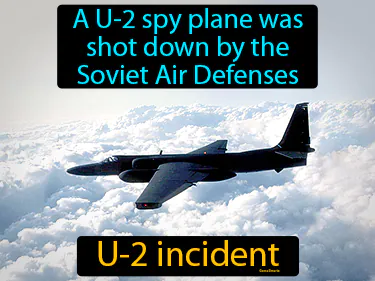 A U-2 spy plane was
shot down by the
Soviet Air Defenses
U-2 incident